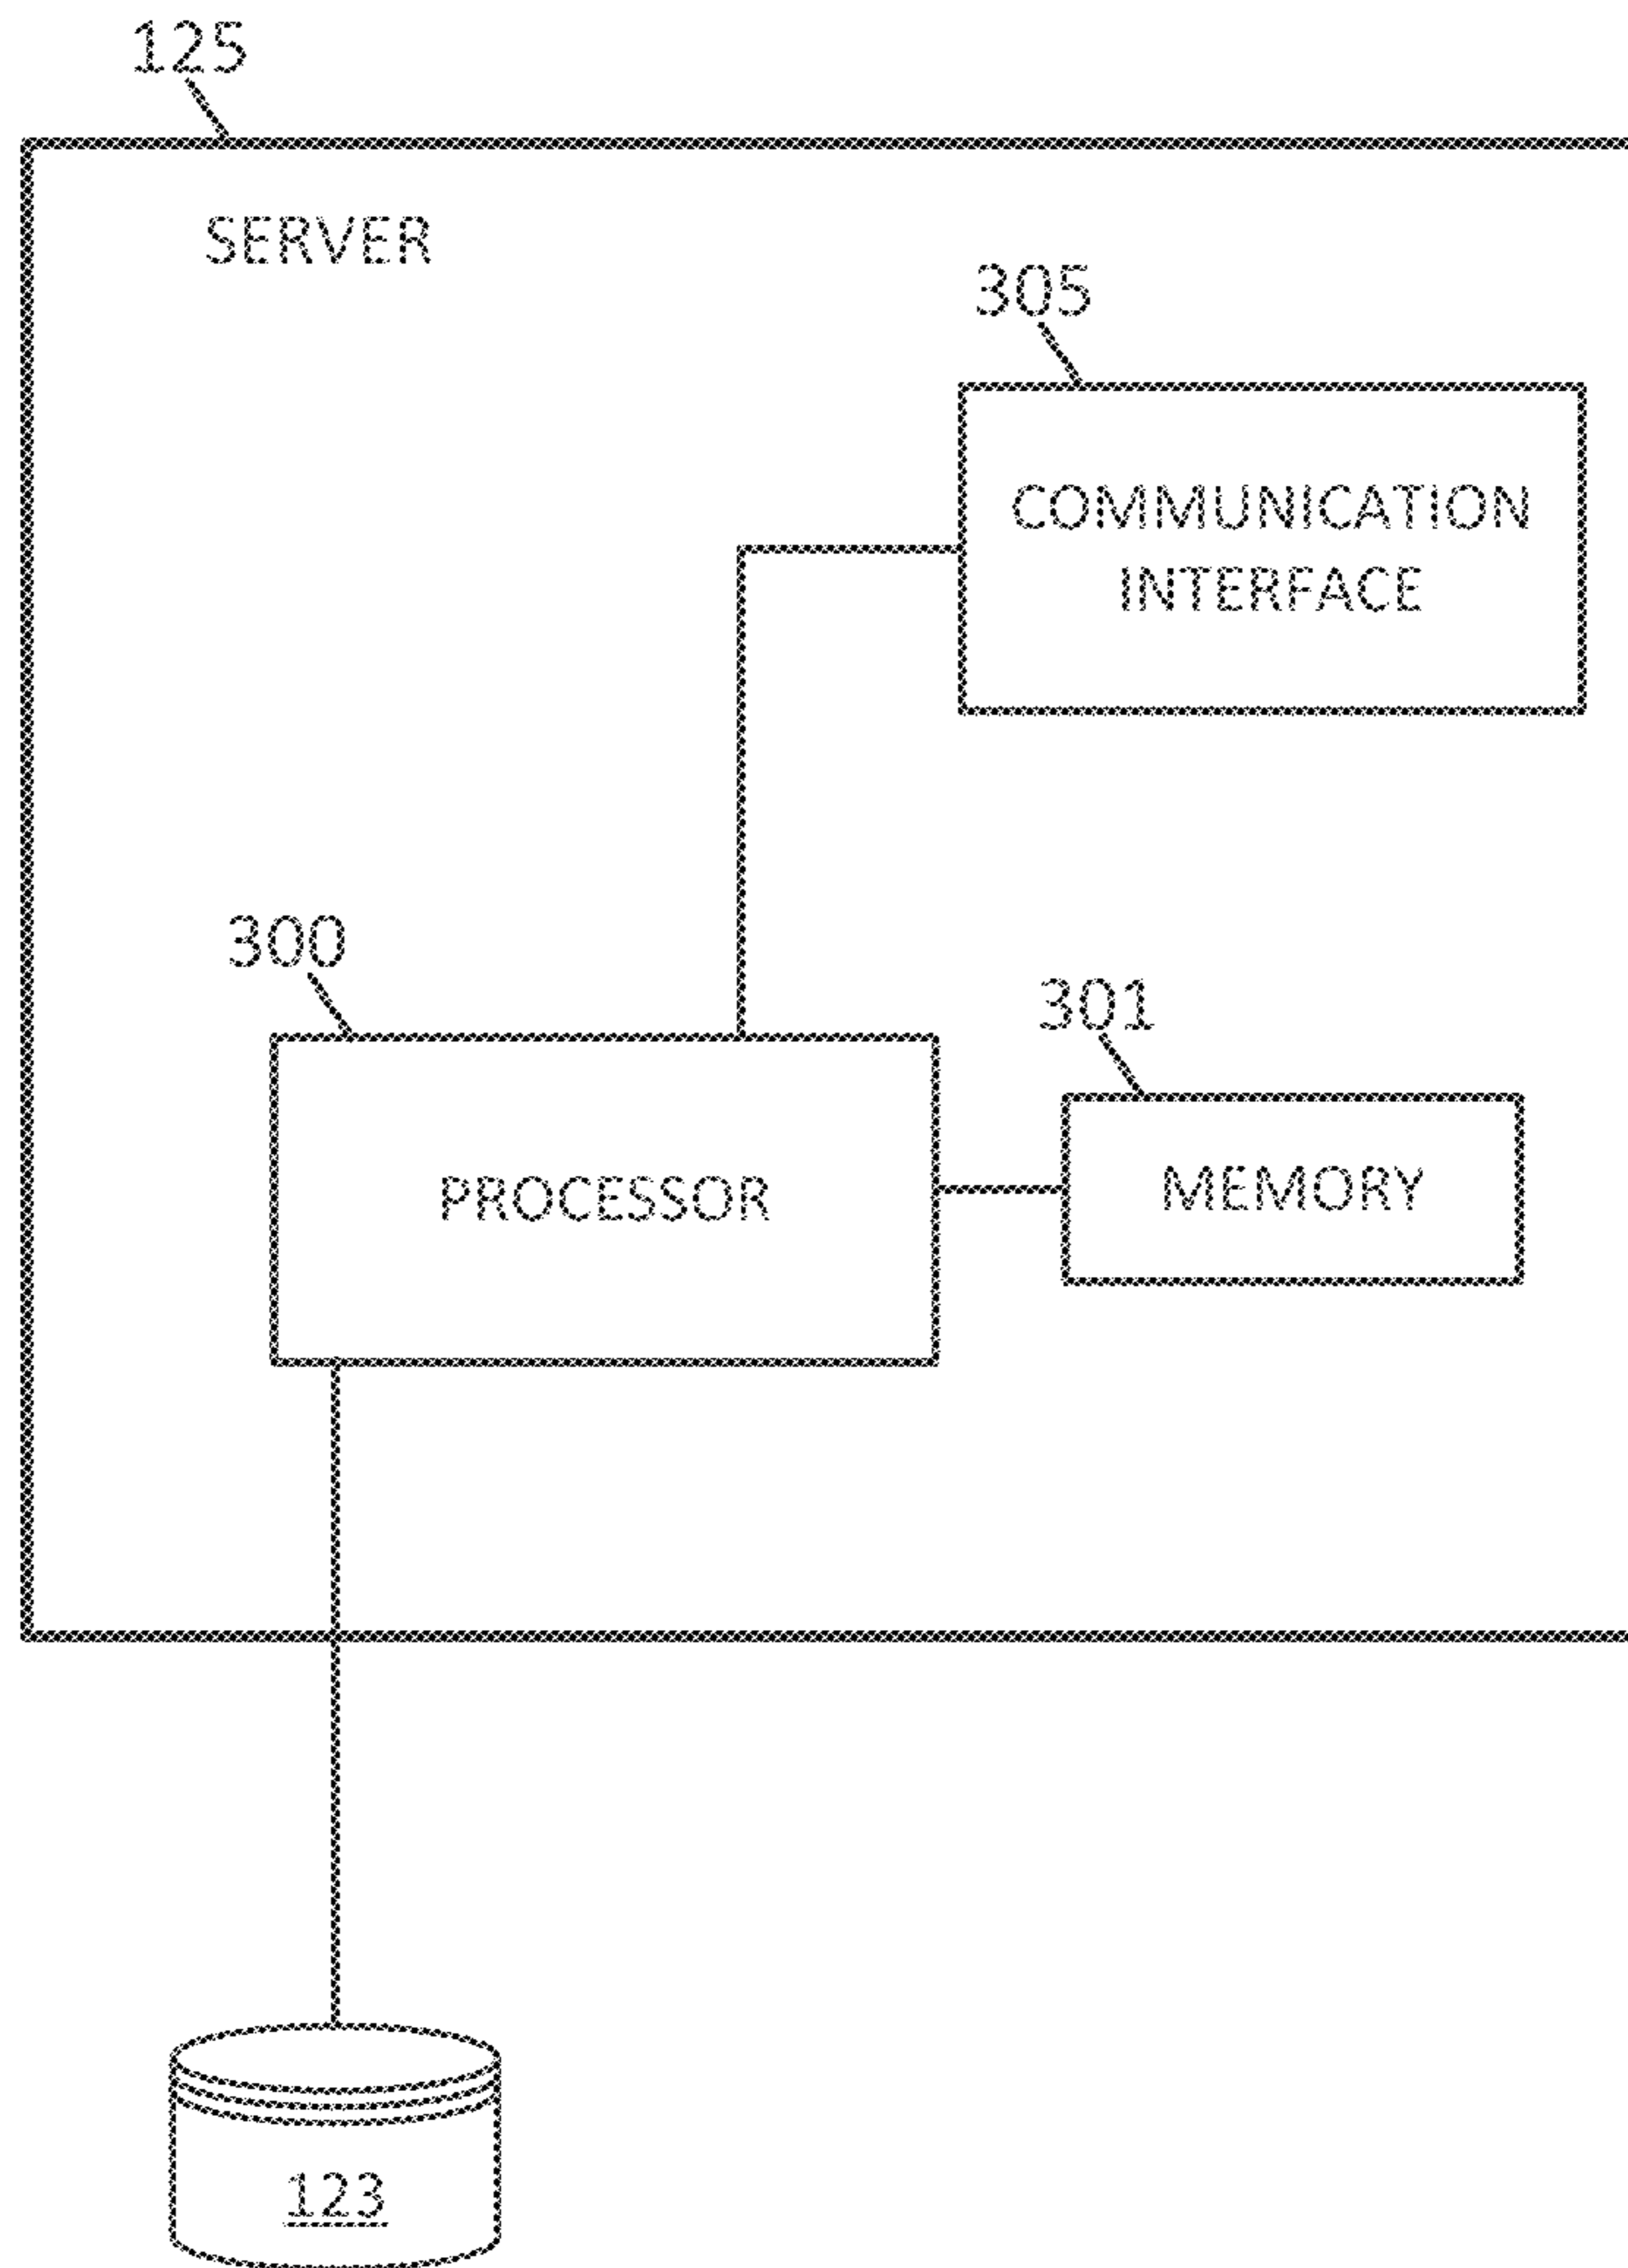 125
SERVER
305
COMMUNICATION
INTERFACE
300
301
PROCESSOR
MEMORY
123